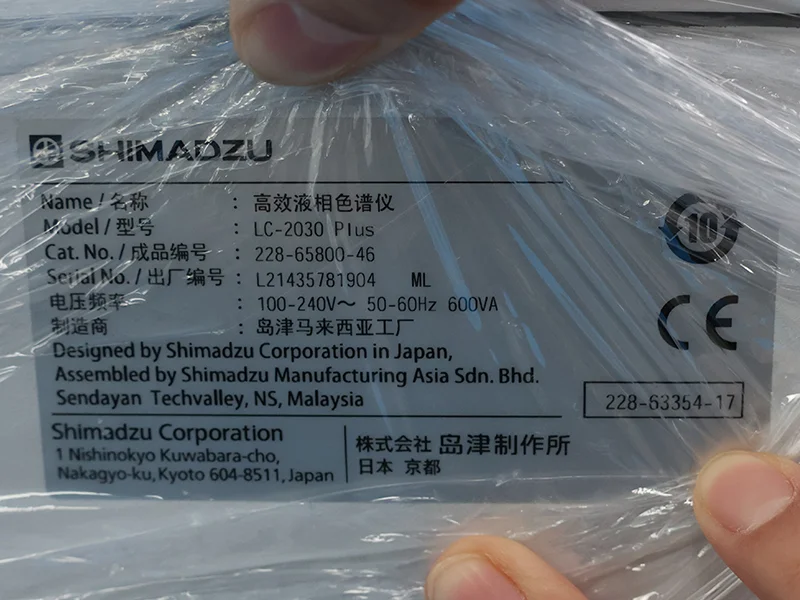 SHIMADZU
Name / 名称 : 高效液相色谱仪
Model / 型号 : LC-2030 Plus
Cat. No. / 成品编号 : 228-65800-46
Serial No. / 出厂编号 : L21435781904 ML
电压频率 : 100-240V～ 50-60Hz 600VA
制造商 : 岛津马来西亚工厂
Designed by Shimadzu Corporation in Japan,
Assembled by Shimadzu Manufacturing Asia Sdn. Bhd.
Sendayan Techvalley, NS, Malaysia
10
CE
228-63354-17
Shimadzu Corporation
1 Nishinokyo Kuwabara-cho,
Nakagyo-ku, Kyoto 604-8511, Japan
株式会社 岛津制作所
日本 京都